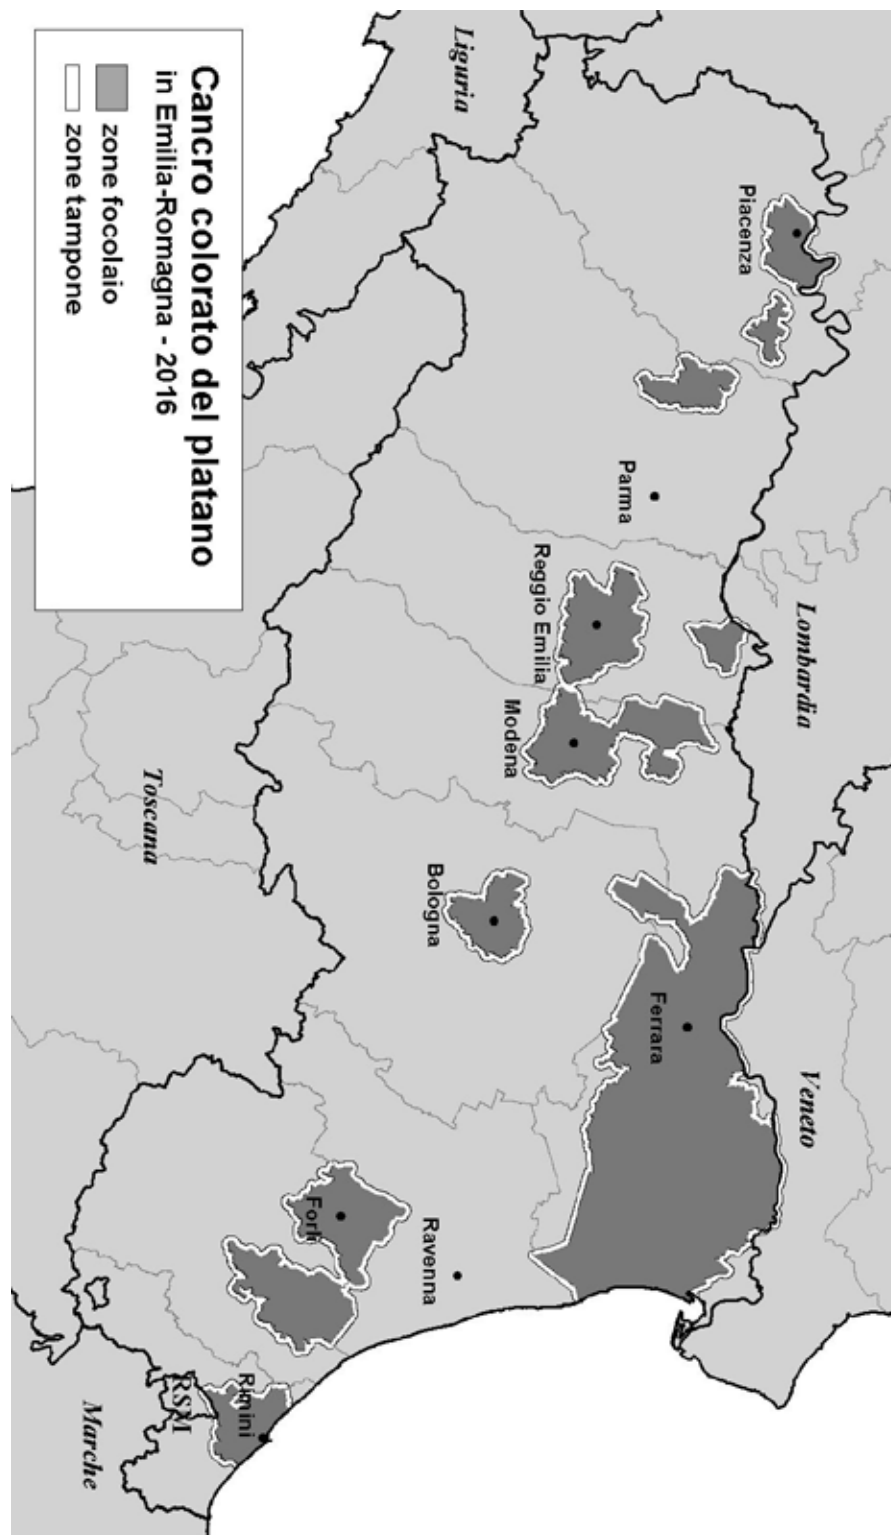 Cancro colorato del platano
in Emilia-Romagna - 2016
zone focolaio
zone tampone
Liguria
Lombardia
Veneto
Toscana
Marche
RSM
Piacenza
Parma
Reggio Emilia
Modena
Bologna
Ferrara
Ravenna
Forlì
Rimini